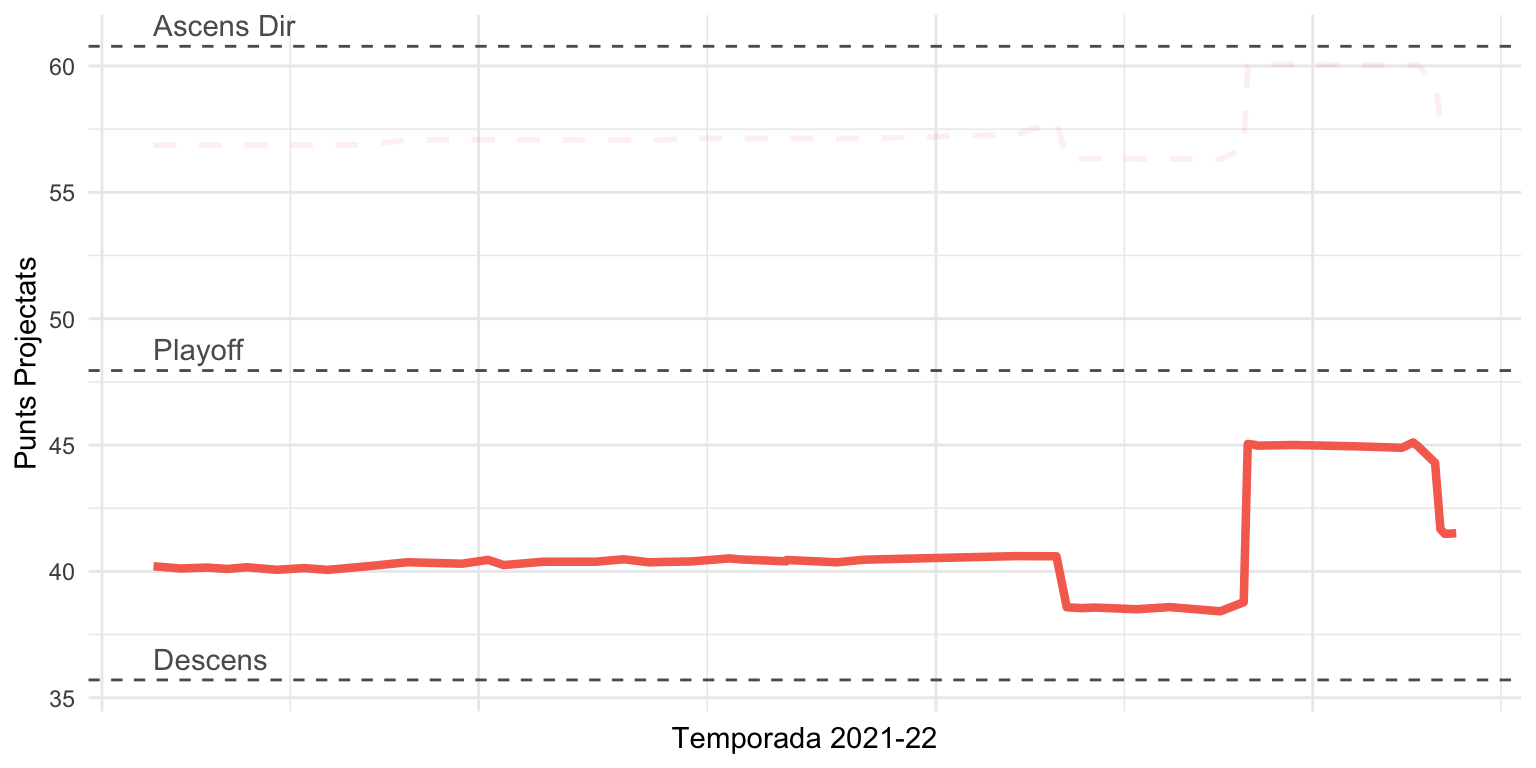 Ascens Dir
60
55
50
Playoff
45
40
Descens
35
Punts Projectats
Temporada 2021-22